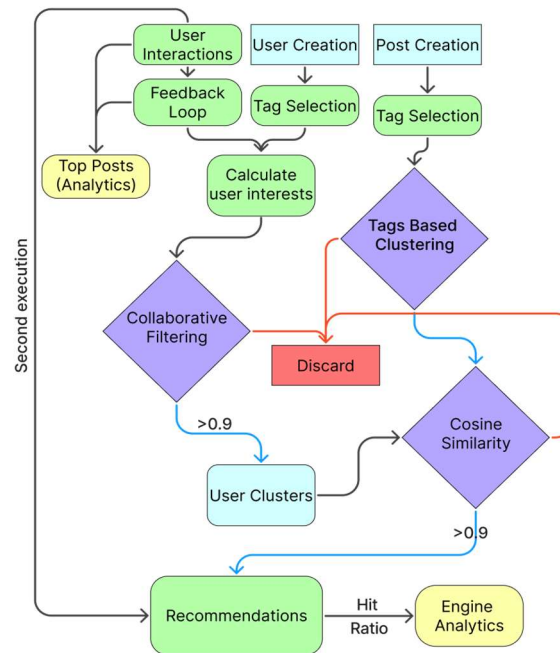 User
Interactions
User Creation
Post Creation
Feedback
Loop
Tag Selection
Tag Selection
Top Posts
(Analytics)
Calculate
user interests
Tags Based
Clustering
Second execution
Collaborative
Filtering
Discard
>0.9
Cosine
Similarity
User Clusters
>0.9
Recommendations
Hit
Ratio
Engine
Analytics